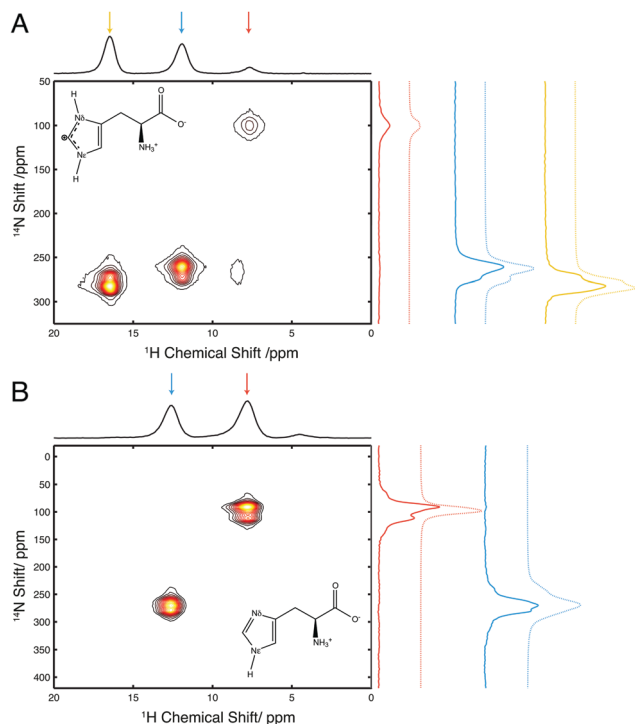 A
50
100
150
200
250
300
¹⁴N Shift /ppm
H
Nδ
⊕
Nε
H
O
O⁻
NH₃⁺
20
15
10
5
0
¹H Chemical Shift /ppm
B
0
50
100
150
200
250
300
350
400
¹⁴N Shift/ ppm
O
Nδ
O⁻
Nε
NH₃⁺
H
20
15
10
5
0
¹H Chemical Shift/ ppm